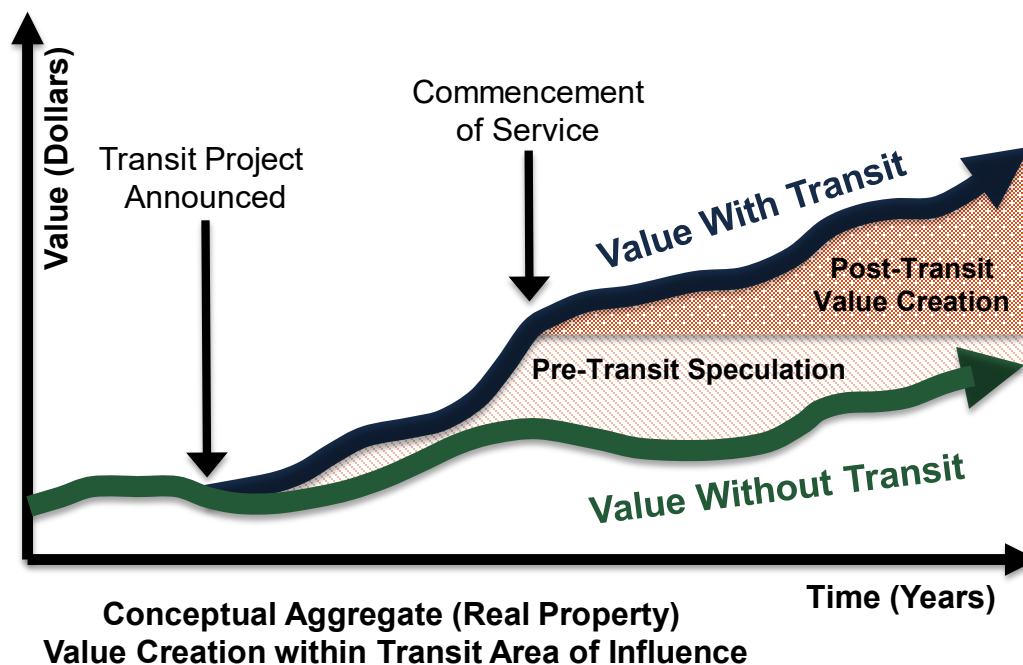 Value (Dollars)
Transit Project
Announced
Commencement
of Service
Value With Transit
Post-Transit
Value Creation
Pre-Transit Speculation
Value Without Transit
Time (Years)
Conceptual Aggregate (Real Property)
Value Creation within Transit Area of Influence